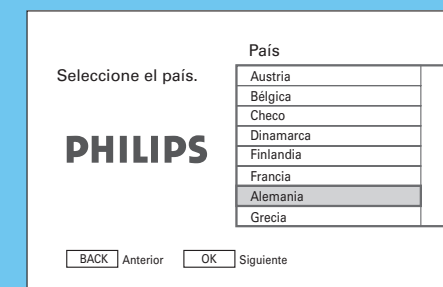 País
Seleccione el país.
Austria
Bélgica
Checo
Dinamarca
PHILIPS
Finlandia
Francia
Alemania
Grecia
BACK Anterior OK Siguiente